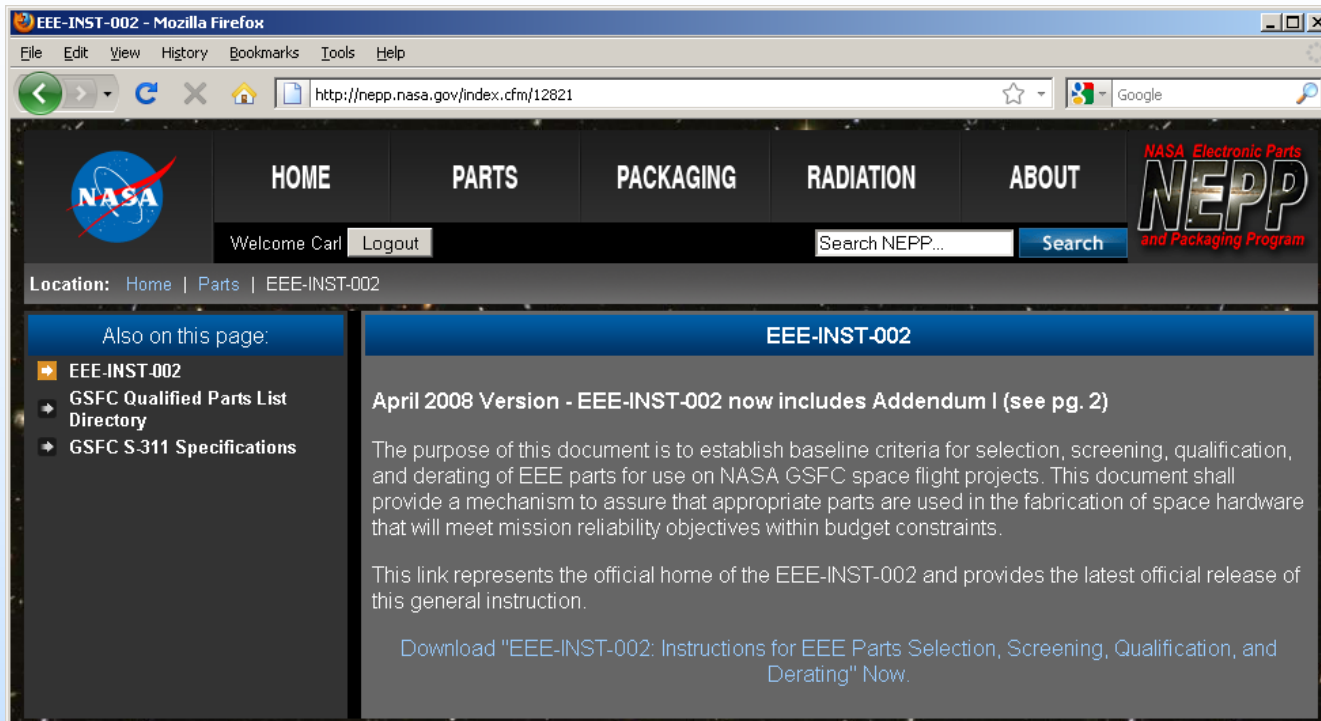 EEE-INST-002 - Mozilla Firefox
File Edit View History Bookmarks Tools Help
http://nepp.nasa.gov/index.cfm/12821
Google
NASA
HOME PARTS PACKAGING RADIATION ABOUT
NASA Electronic Parts
NEPP
and Packaging Program
Welcome Carl Logout Search NEPP... Search
Location: Home | Parts | EEE-INST-002
Also on this page:
EEE-INST-002
GSFC Qualified Parts List
Directory
GSFC S-311 Specifications
EEE-INST-002
April 2008 Version - EEE-INST-002 now includes Addendum I (see pg. 2)
The purpose of this document is to establish baseline criteria for selection, screening, qualification,
and derating of EEE parts for use on NASA GSFC space flight projects. This document shall
provide a mechanism to assure that appropriate parts are used in the fabrication of space hardware
that will meet mission reliability objectives within budget constraints.
This link represents the official home of the EEE-INST-002 and provides the latest official release of
this general instruction.
Download "EEE-INST-002: Instructions for EEE Parts Selection, Screening, Qualification, and
Derating" Now.